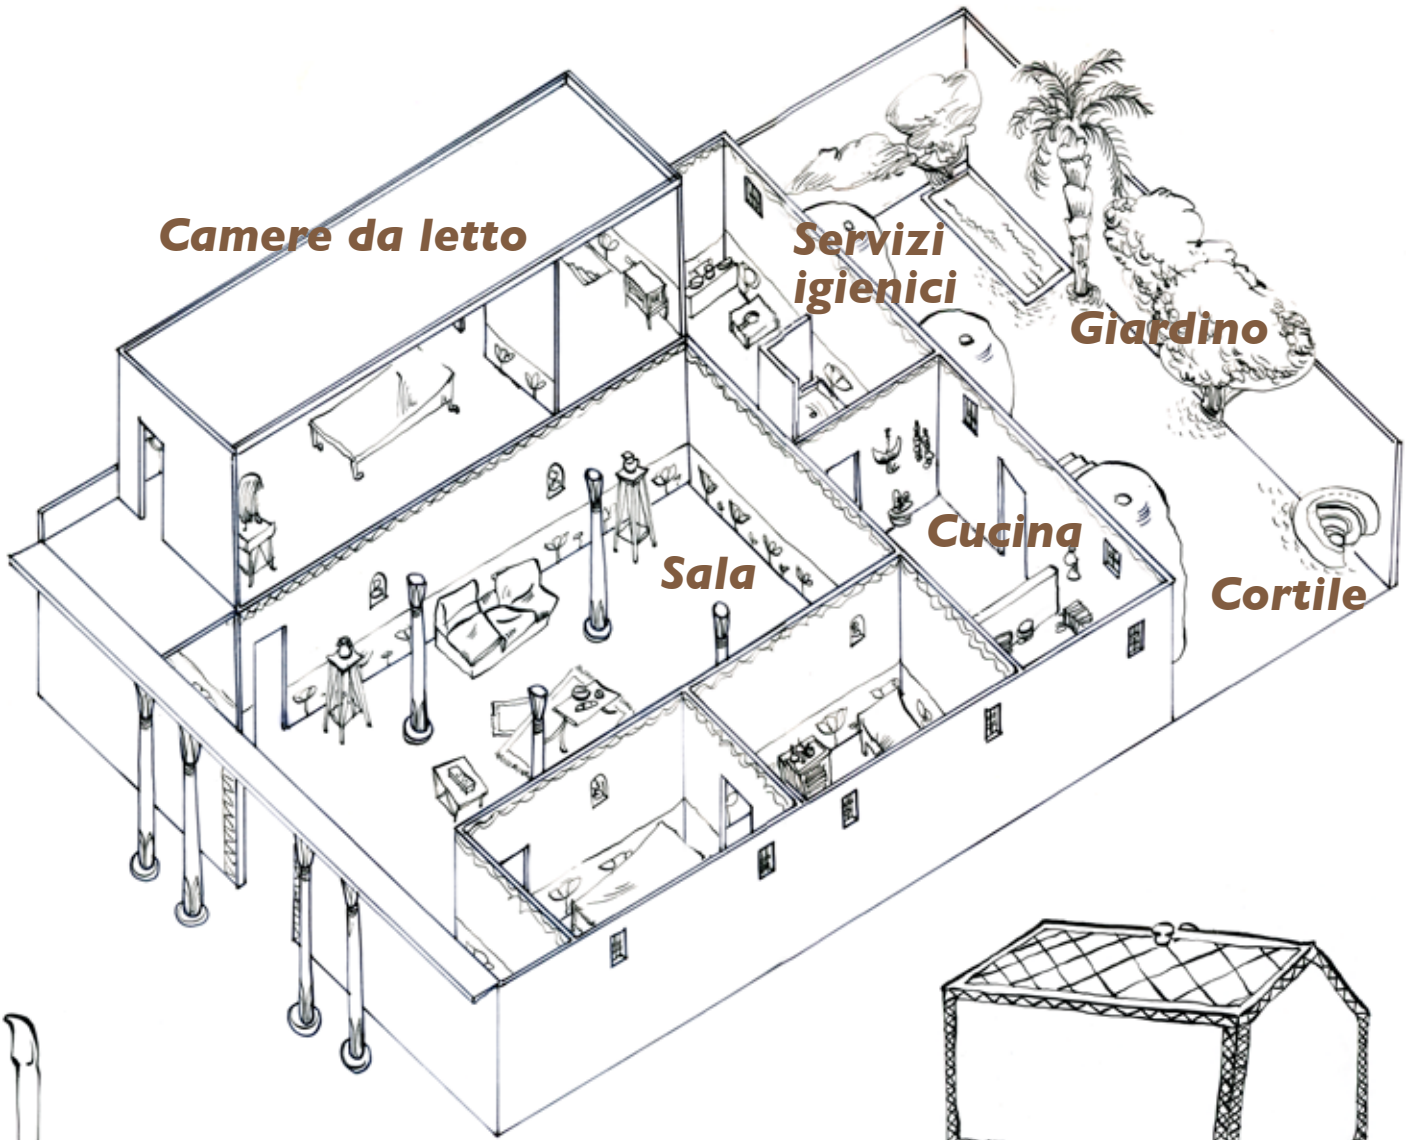 Camere da letto
Servizi
igienici
Giardino
Cucina
Sala
Cortile